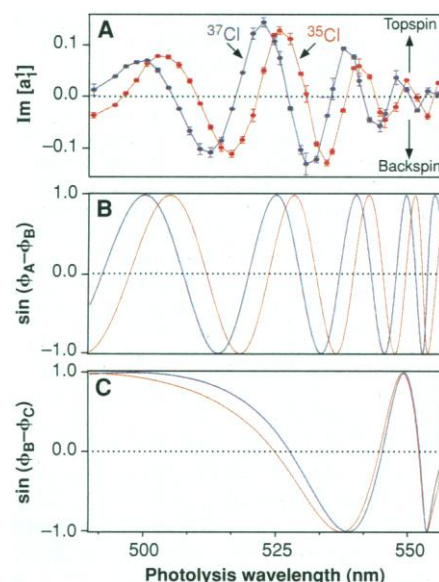 A
Im [a₁¹]
³⁷Cl
³⁵Cl
Topspin
Backspin
0.1
0.0
−0.1
B
sin (ϕA−ϕB)
1.0
0.0
−1.0
C
sin (ϕB−ϕC)
1.0
0.0
−1.0
500
525
550
Photolysis wavelength (nm)